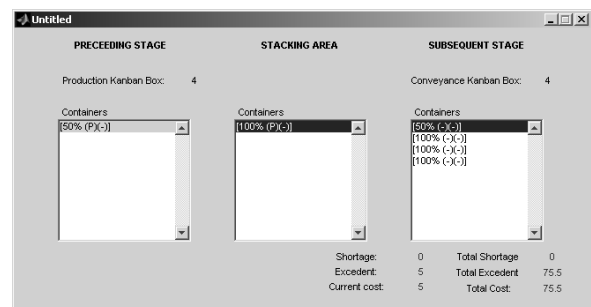 Untitled
PRECEEDING STAGE STACKING AREA SUBSEQUENT STAGE
Production Kanban Box: 4 Conveyance Kanban Box: 4
Containers Containers Containers
[50% (P)(-)] [100% (P)(-)] [50% (-)(-)]
[100% (-)(-)]
[100% (-)(-)]
[100% (-)(-)]
Shortage: 0 Total Shortage 0
Excedent: 5 Total Excedent 75.5
Current cost: 5 Total Cost: 75.5